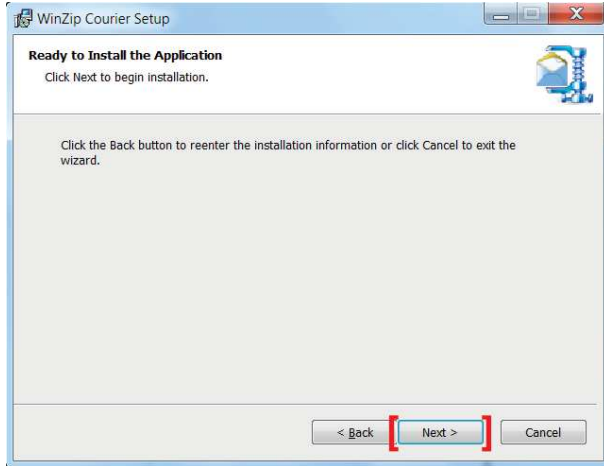 WinZip Courier Setup
Ready to Install the Application
Click Next to begin installation.
Click the Back button to reenter the installation information or click Cancel to exit the
wizard.
< Back [ Next > ] Cancel